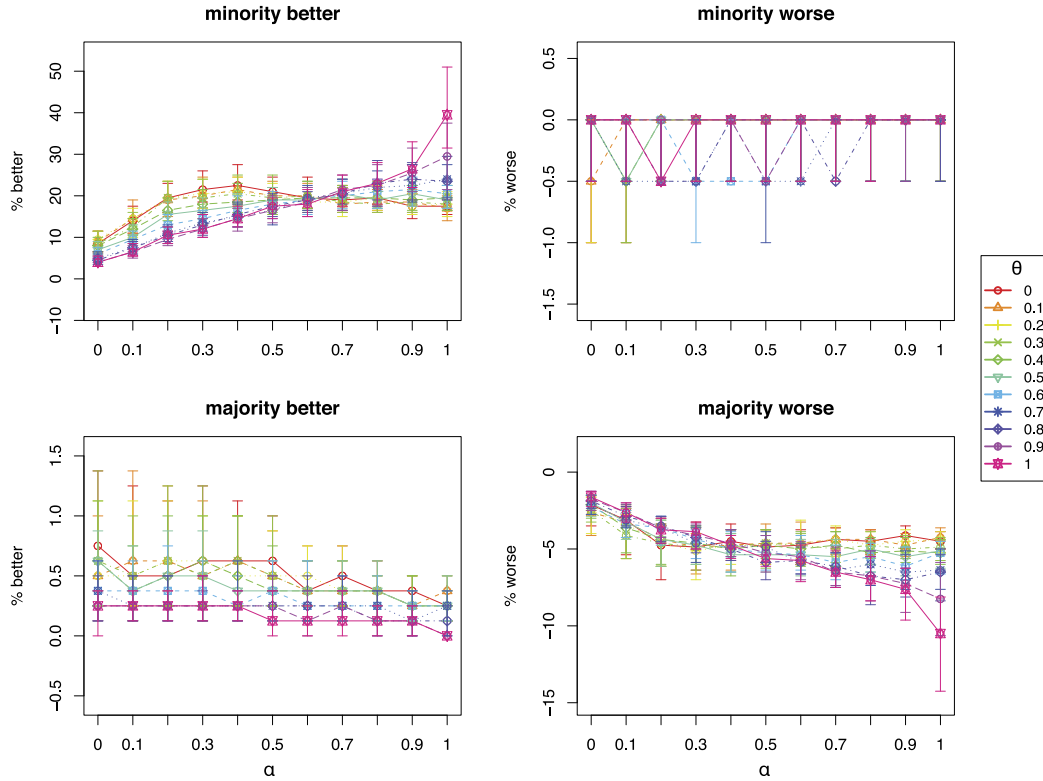 minority better
% better
50
40
30
20
10
0
−10
0 0.1 0.3 0.5 0.7 0.9 1
minority worse
% worse
0.5
0.0
−0.5
−1.0
−1.5
0 0.1 0.3 0.5 0.7 0.9 1
θ
0
0.1
0.2
0.3
0.4
0.5
0.6
0.7
0.8
0.9
1
majority better
% better
1.5
1.0
0.5
0.0
−0.5
0 0.1 0.3 0.5 0.7 0.9 1
α
majority worse
% worse
0
−5
−10
−15
0 0.1 0.3 0.5 0.7 0.9 1
α